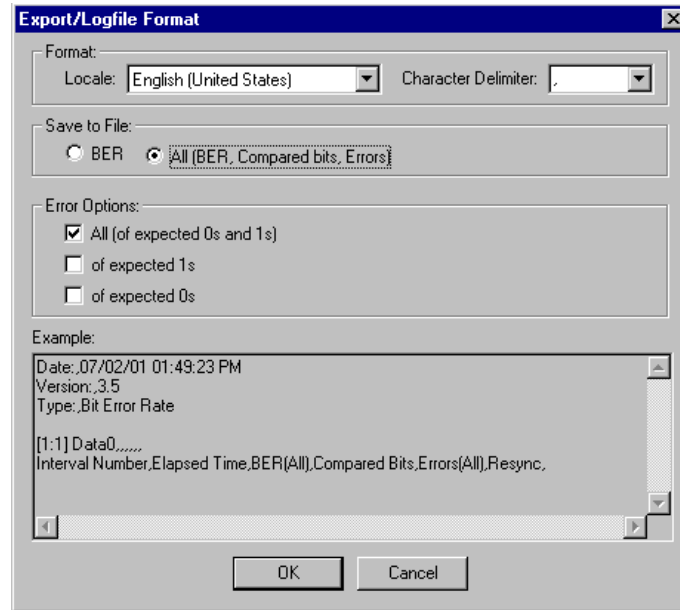 Export/Logfile Format
Format:
Locale: English (United States) Character Delimiter: ,
Save to File:
BER All (BER, Compared bits, Errors)
Error Options:
All (of expected 0s and 1s)
of expected 1s
of expected 0s
Example:
Date:,07/02/01 01:49:23 PM
Version:,3.5
Type:,Bit Error Rate
[1:1] Data0,,,,,,
Interval Number,Elapsed Time,BER(All),Compared Bits,Errors(All),Resync,
OK Cancel